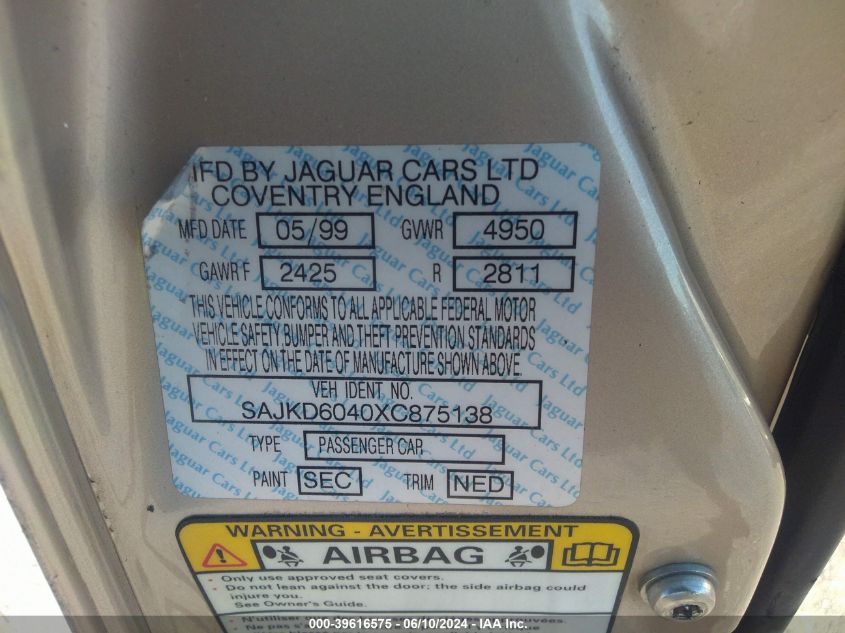 IFD BY JAGUAR CARS LTD
COVENTRY ENGLAND
MFD DATE 05/99 GVWR 4950
GAWR F 2425 R 2811
THIS VEHICLE CONFORMS TO ALL APPLICABLE FEDERAL MOTOR
VEHICLE SAFETY BUMPER AND THEFT PREVENTION STANDARDS
IN EFFECT ON THE DATE OF MANUFACTURE SHOWN ABOVE.
VEH IDENT. NO.
SAJKD6040XC875138
TYPE PASSENGER CAR
PAINT SEC TRIM NED
WARNING - AVERTISSEMENT
AIRBAG
• Only use approved seat covers.
• Do not lean against the door; the side airbag could
injure you.
See Owner's Guide.
• N'utiliser
• Ne pas
000-39616575 - 06/10/2024 - IAA Inc.